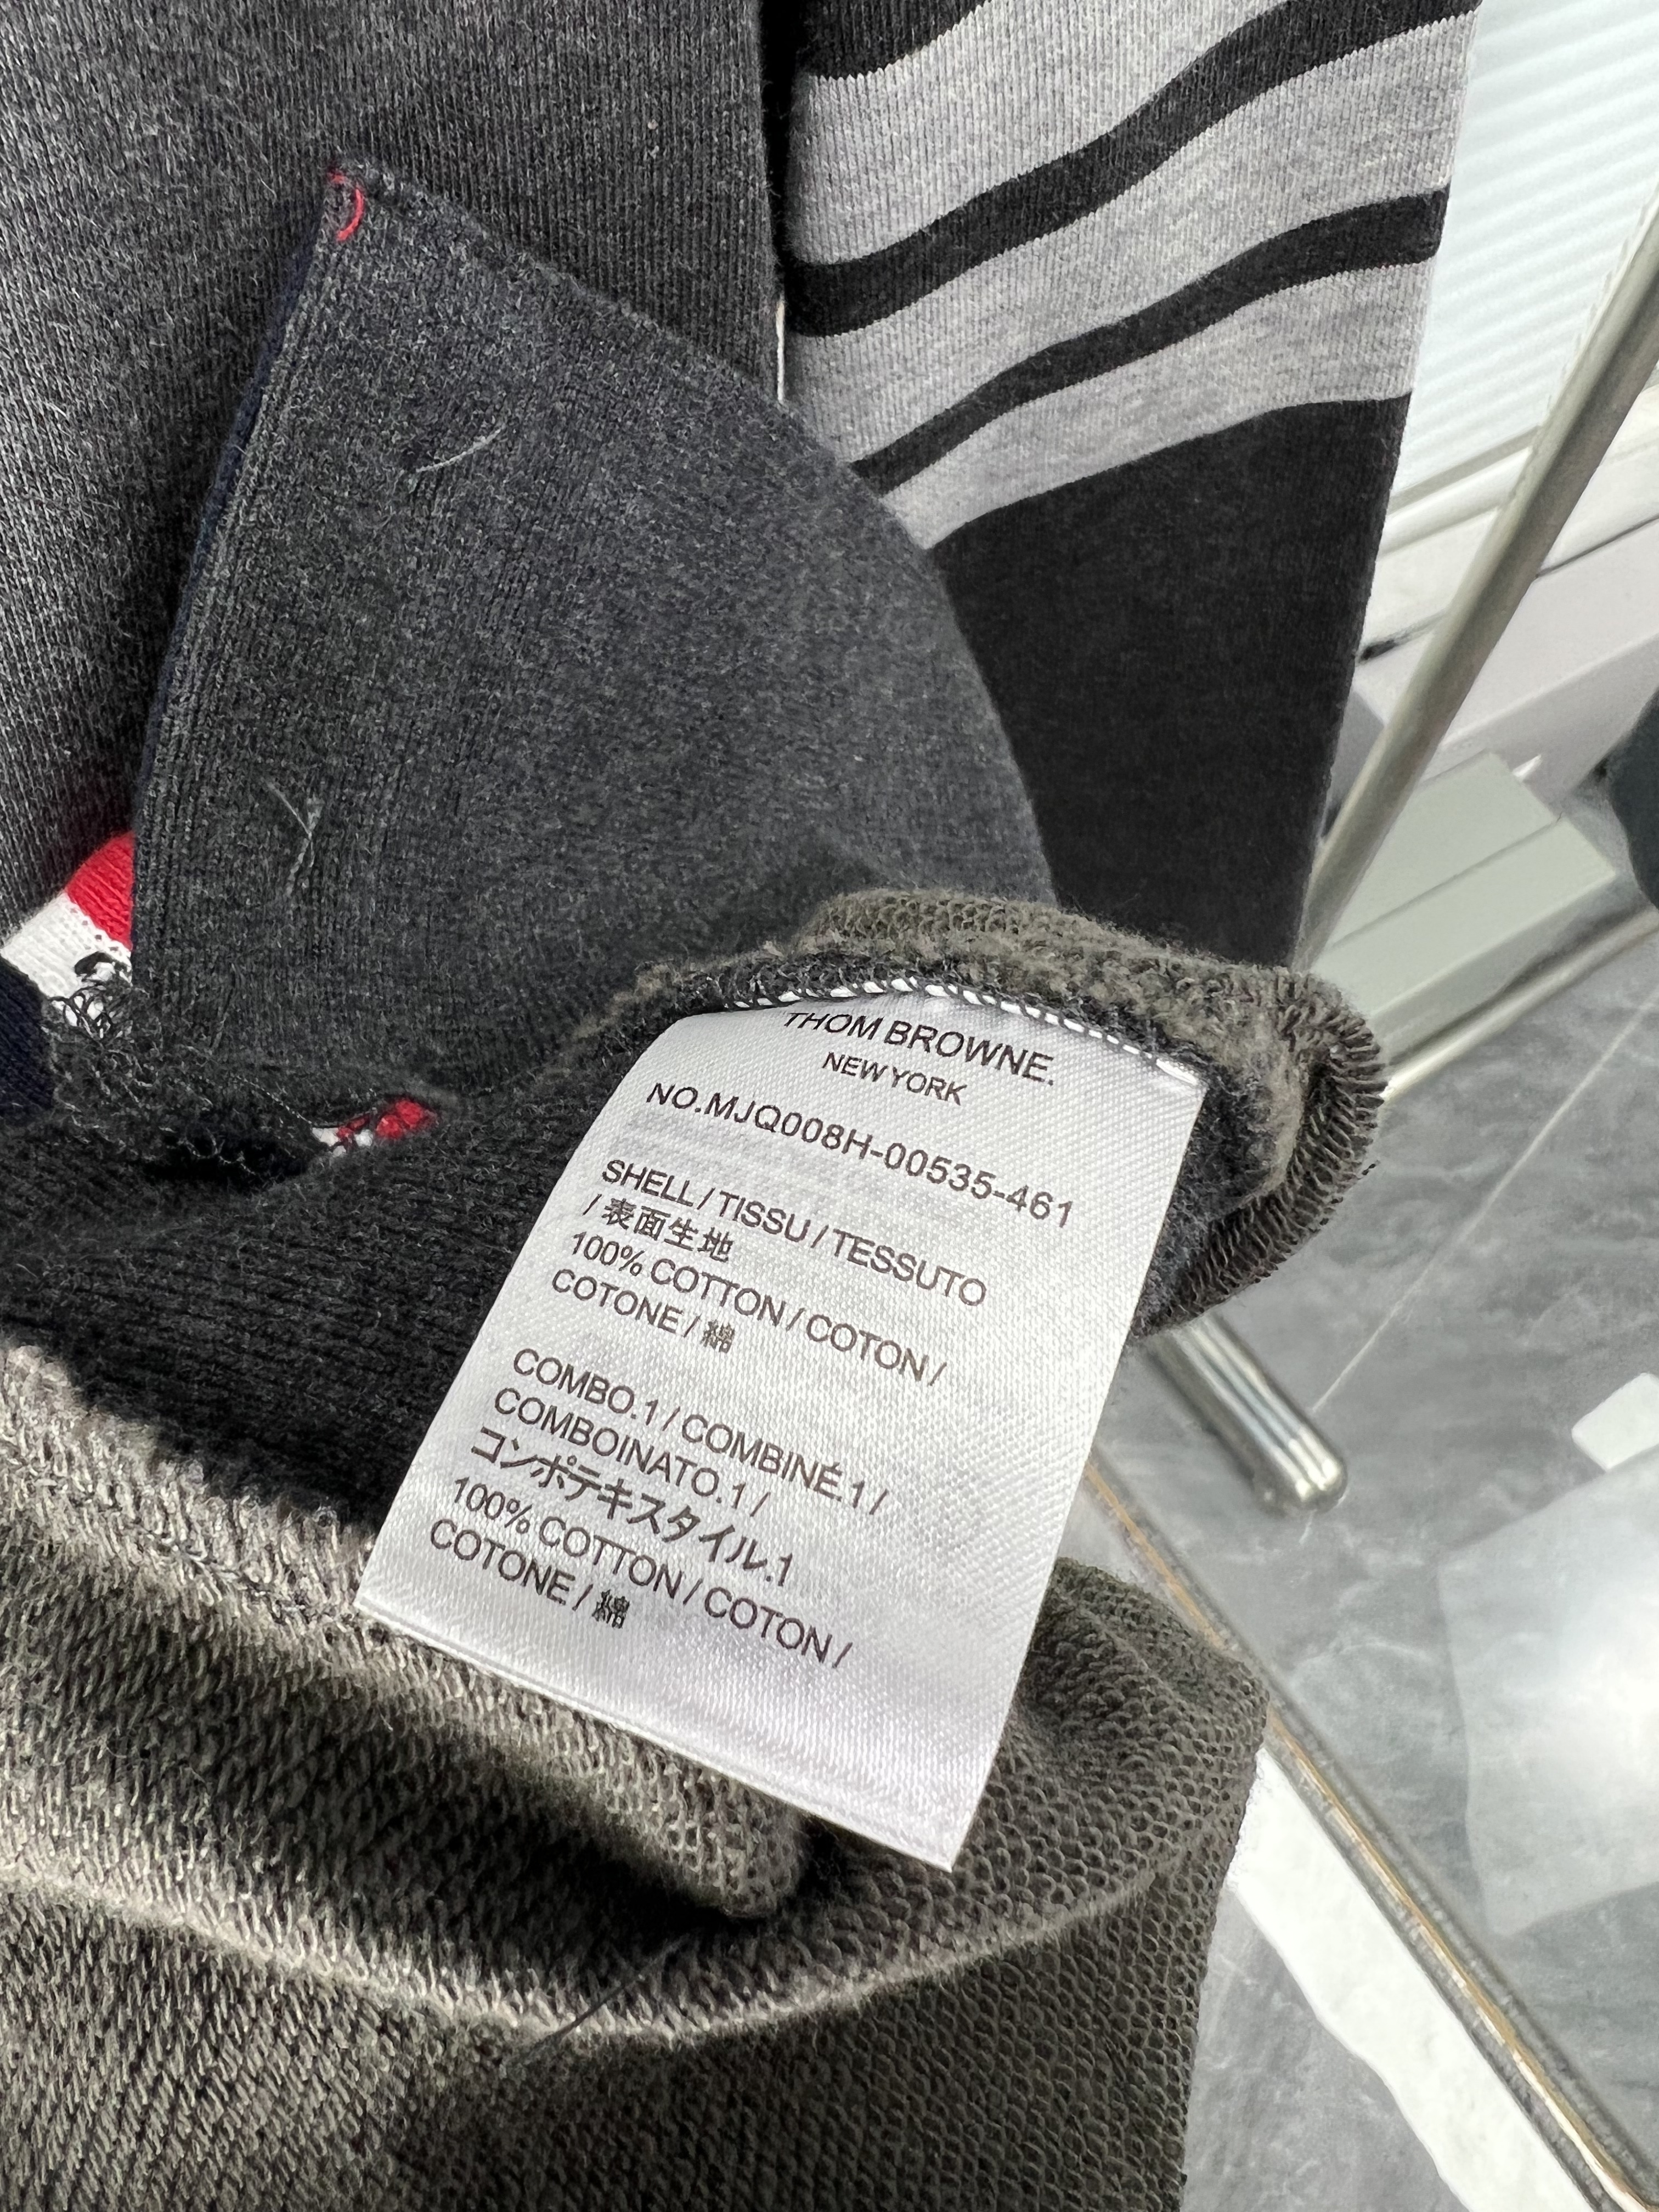 THOM BROWNE.
NEW YORK
NO.MJQ008H-00535-461
SHELL / TISSU / TESSUTO
/ 表面生地
100% COTTON / COTON /
COTONE / 綿
COMBO.1 / COMBINÉ.1 /
COMBOINATO.1 /
コンポテキスタイル.1
100% COTTON / COTON /
COTONE / 綿